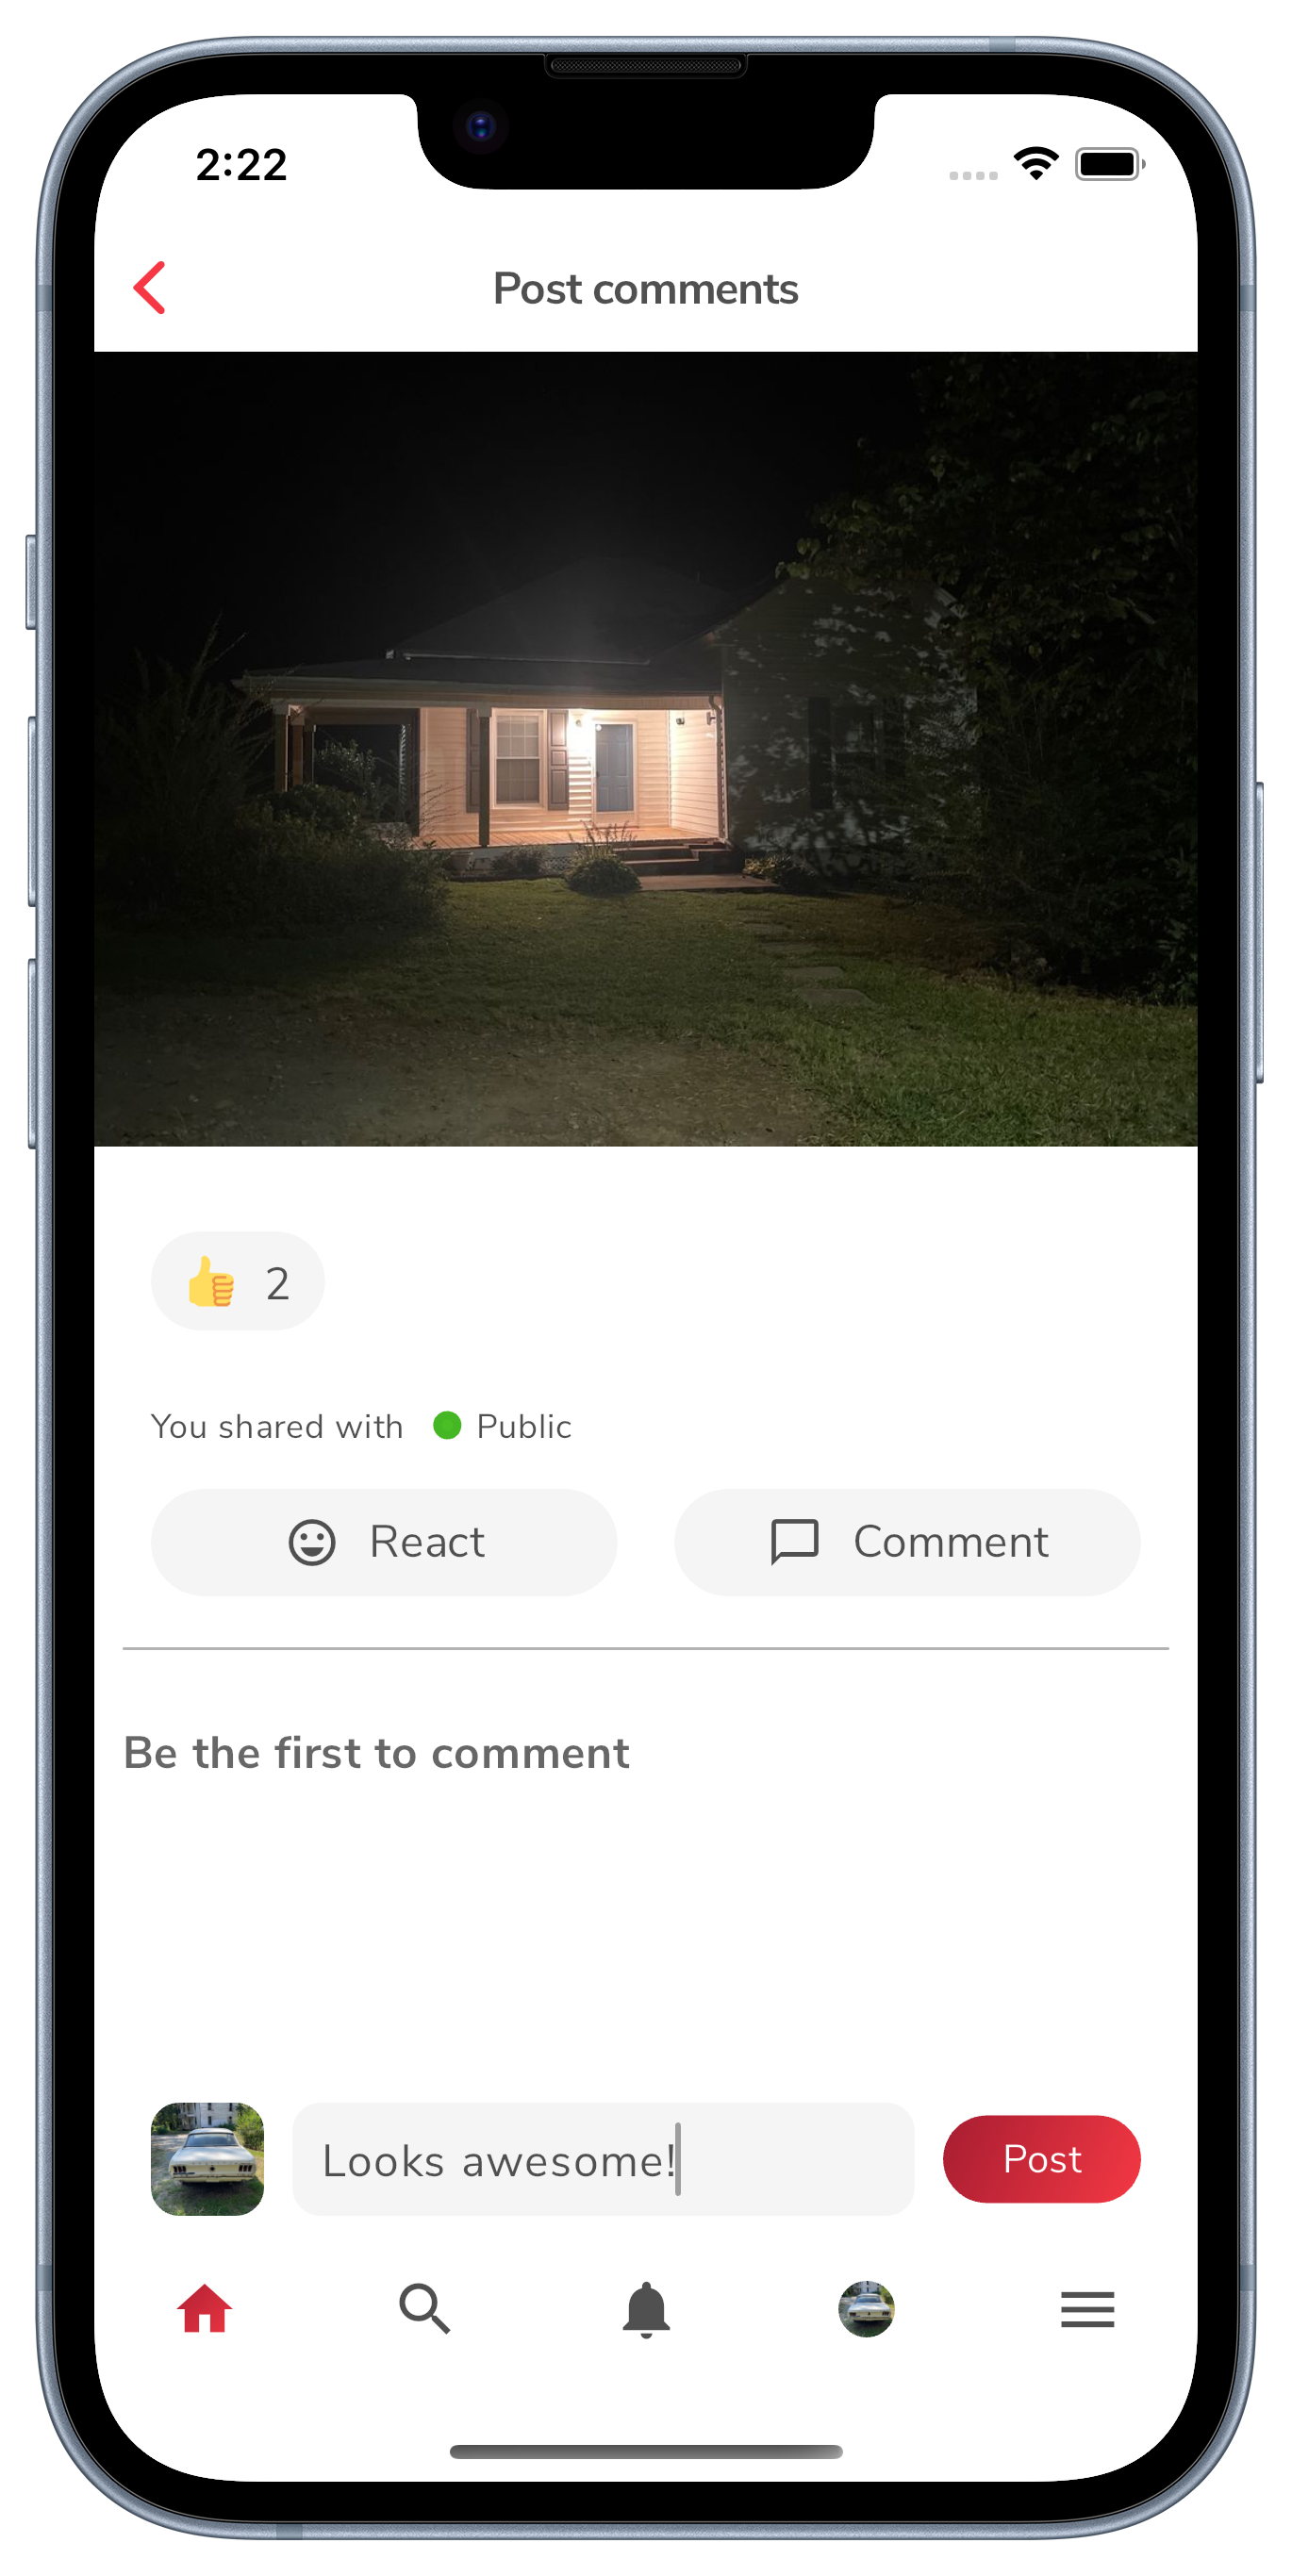 2:22
Post comments
👍 2
You shared with Public
React Comment
Be the first to comment
Looks awesome! Post